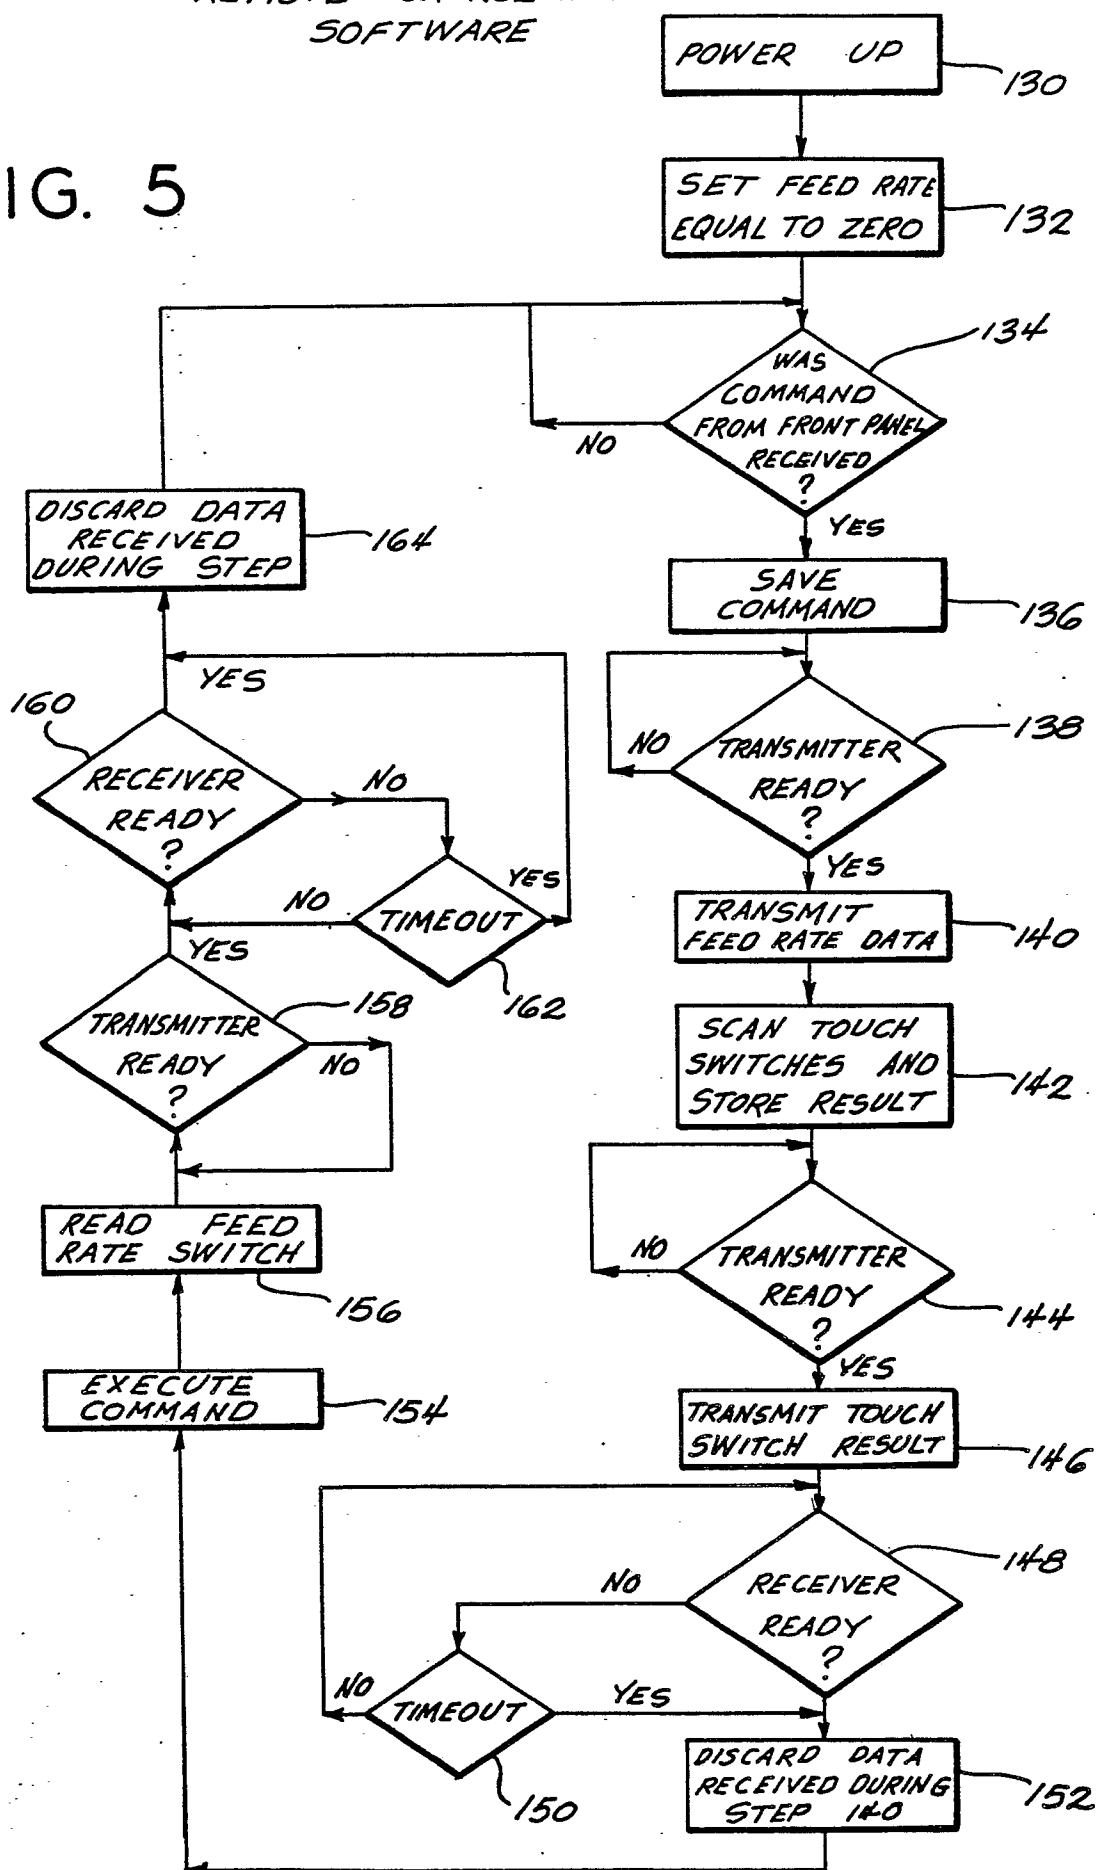 SOFTWARE
IG. 5
POWER UP
130
SET FEED RATE
EQUAL TO ZERO
132
WAS
COMMAND
FROM FRONT PANEL
RECEIVED
?
134
NO
YES
SAVE
COMMAND
136
TRANSMITTER
READY
?
138
NO
YES
TRANSMIT
FEED RATE DATA
140
SCAN TOUCH
SWITCHES AND
STORE RESULT
142
TRANSMITTER
READY
?
144
NO
YES
TRANSMIT TOUCH
SWITCH RESULT
146
RECEIVER
READY
?
148
NO
TIMEOUT
150
NO
YES
DISCARD DATA
RECEIVED DURING
STEP 140
152
EXECUTE
COMMAND
154
READ FEED
RATE SWITCH
156
TRANSMITTER
READY
?
158
NO
YES
RECEIVER
READY
?
160
NO
YES
TIMEOUT
162
NO
YES
DISCARD DATA
RECEIVED
DURING STEP
164